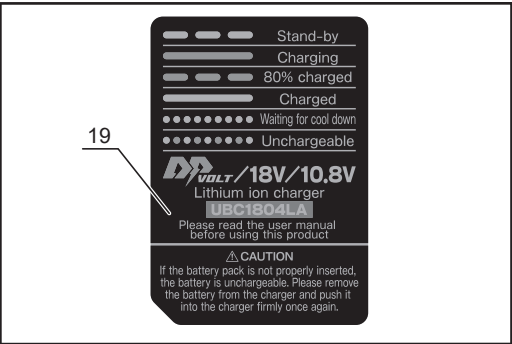 Stand-by
Charging
80% charged
Charged
Waiting for cool down
Unchargeable
19
DP VOLT/18V/10.8V
Lithium ion charger
UBC1804LA
Please read the user manual
before using this product
⚠CAUTION
If the battery pack is not properly inserted,
the battery is unchargeable. Please remove
the battery from the charger and push it
into the charger firmly once again.